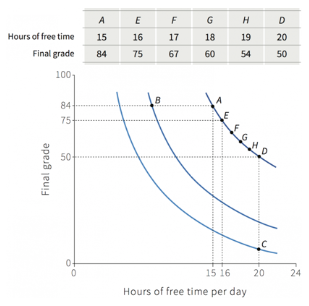 A E F G H D
Hours of free time 15 16 17 18 19 20
Final grade 84 75 67 60 54 50
100
84
75
50
0
B
A
E
F
G
H
D
C
Final grade
0 15 16 20 24
Hours of free time per day